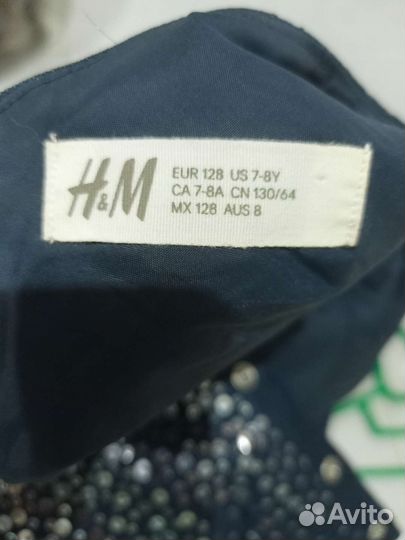 H&M
EUR 128 US 7-8Y
CA 7-8A CN 130/64
MX 128 AUS 8
Avito